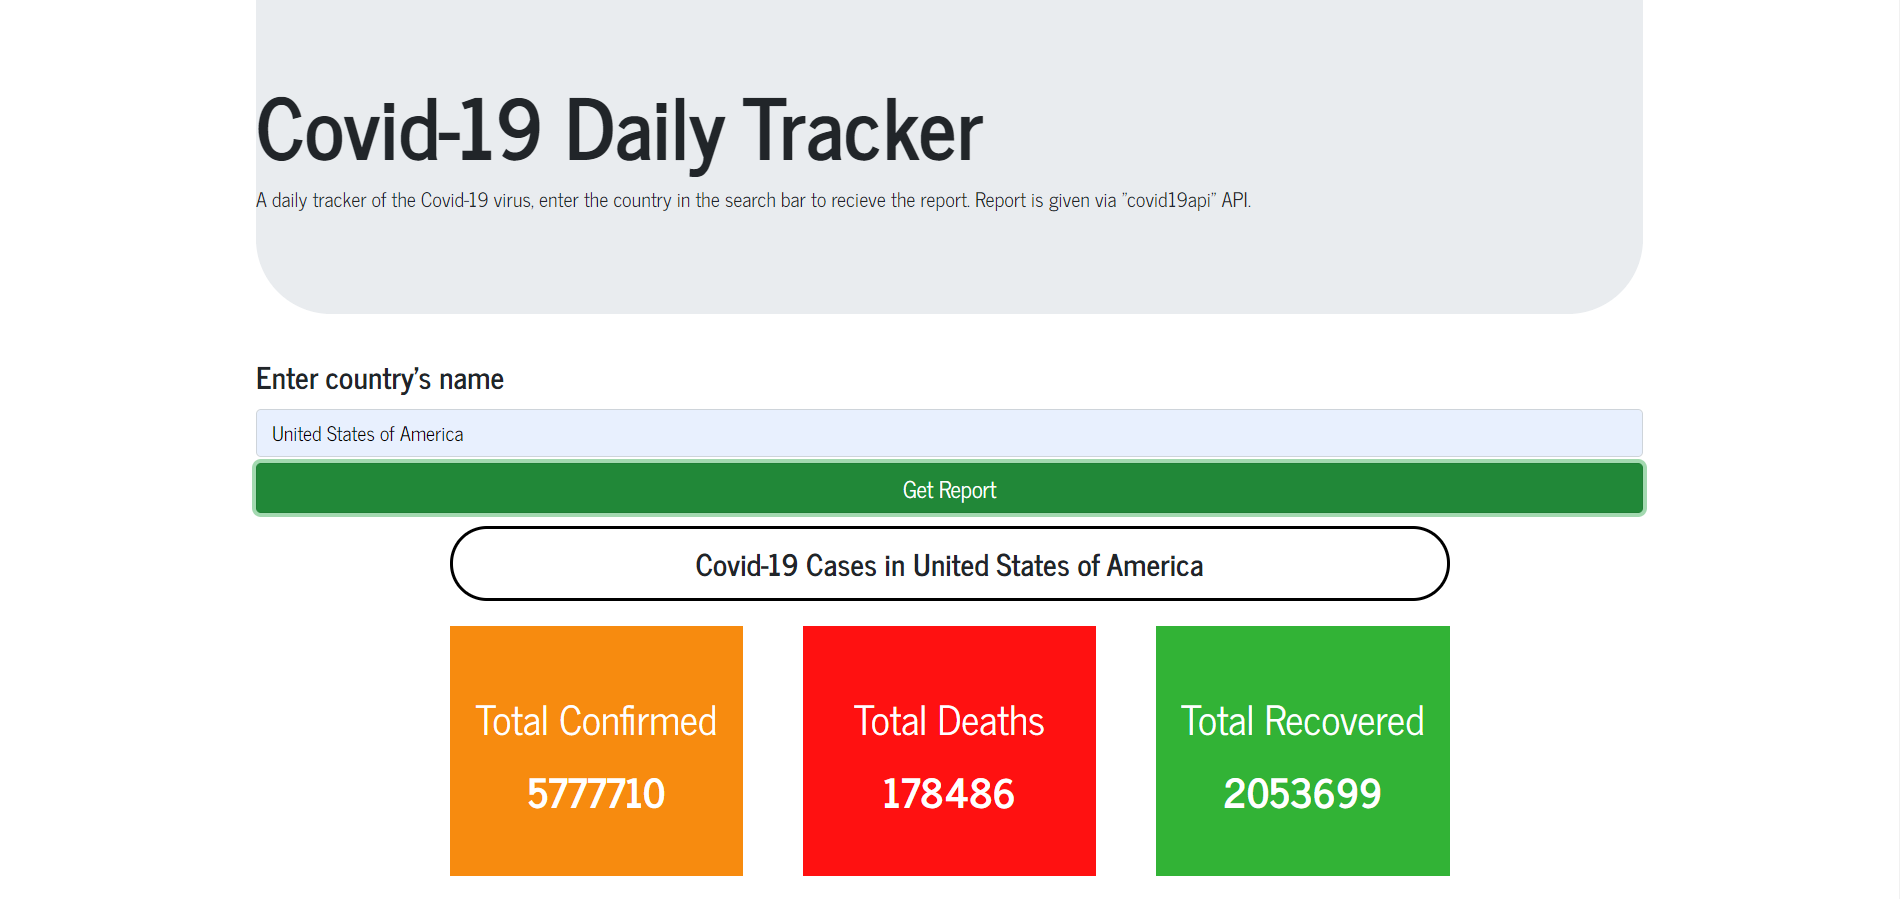 Covid-19 Daily Tracker
A daily tracker of the Covid-19 virus, enter the country in the search bar to recieve the report. Report is given via "covid19api" API.
Enter country's name
United States of America
Get Report
Covid-19 Cases in United States of America
Total Confirmed
5777710
Total Deaths
178486
Total Recovered
2053699